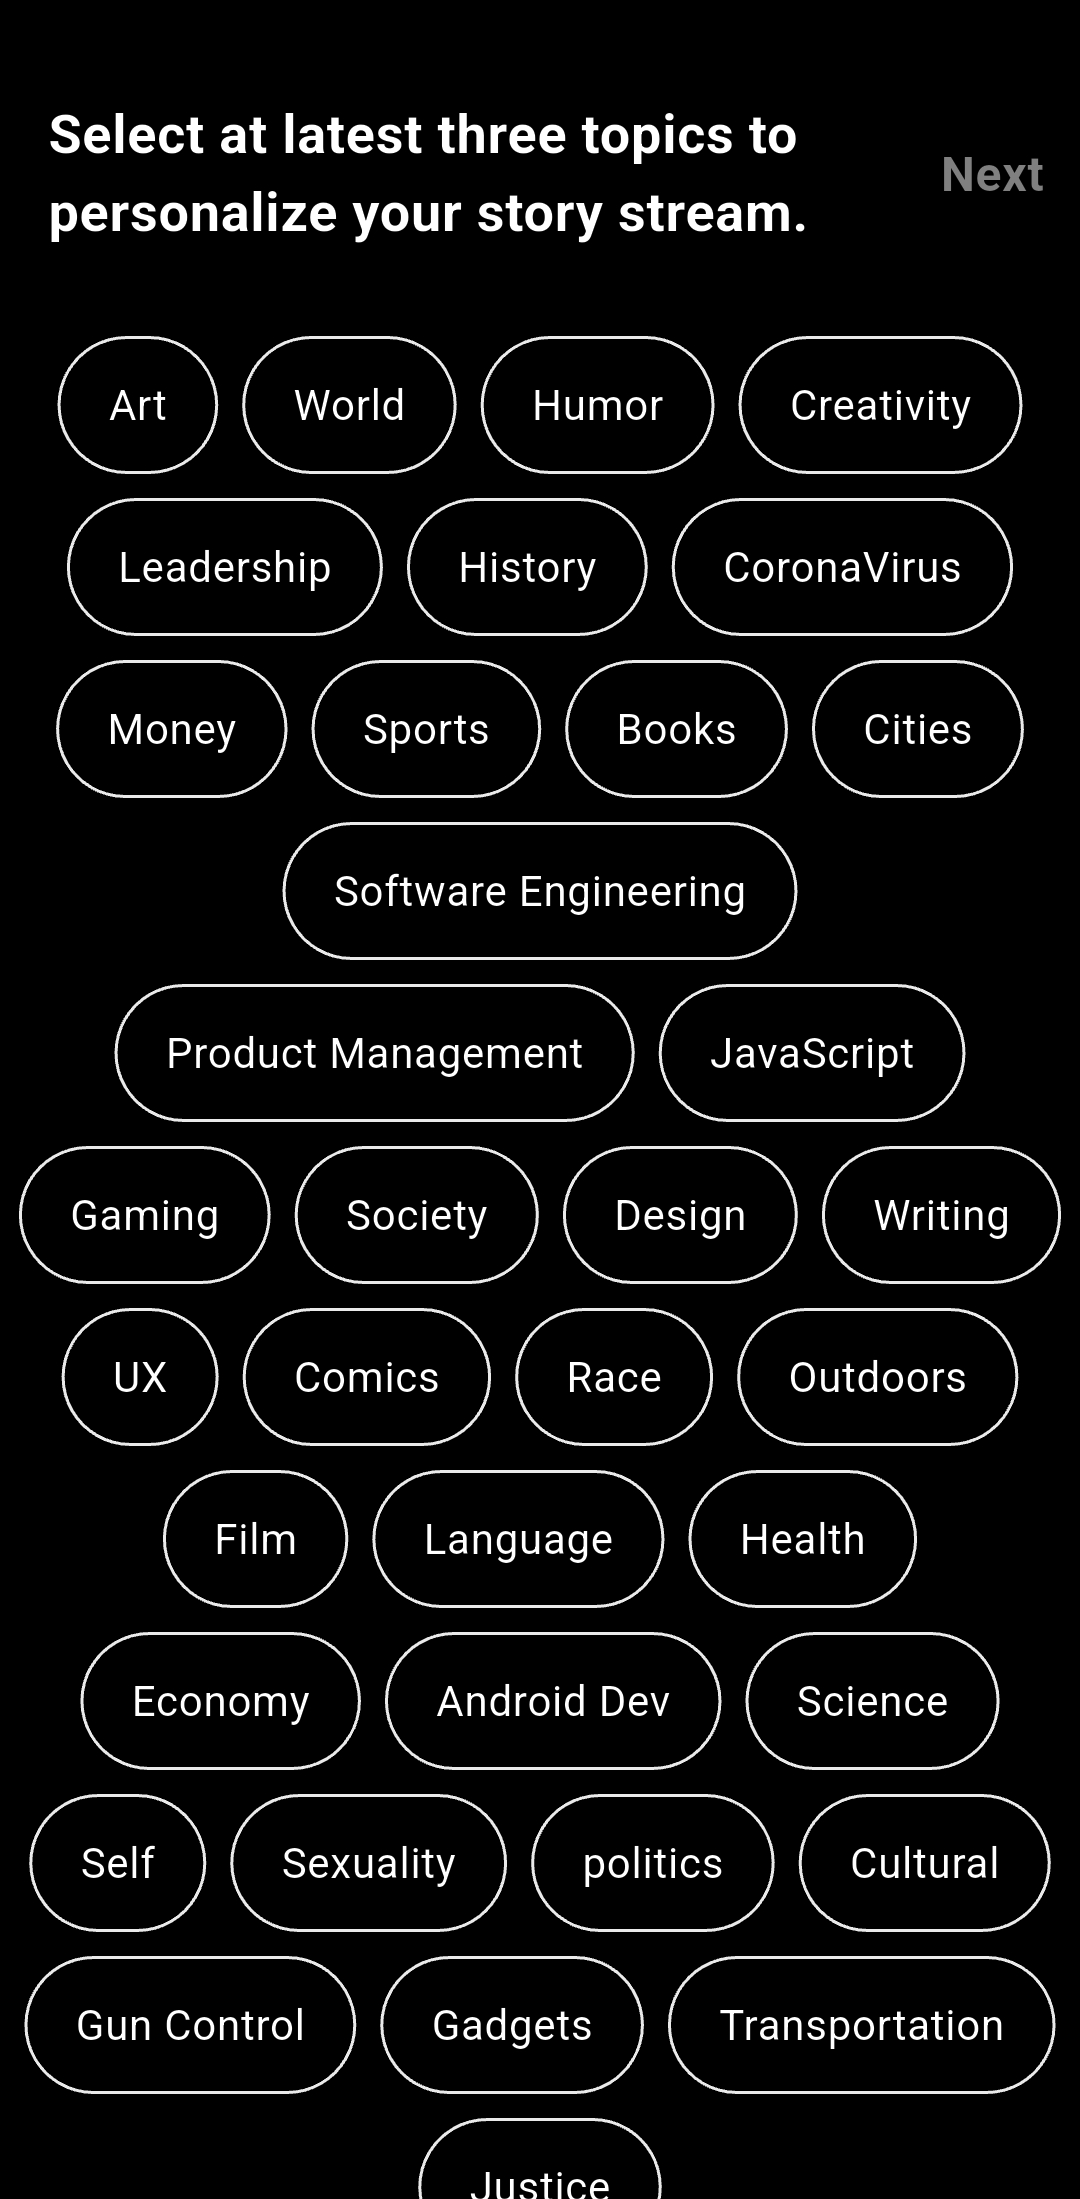 Select at latest three topics to
personalize your story stream.
Next
Art World Humor Creativity
Leadership History CoronaVirus
Money Sports Books Cities
Software Engineering
Product Management JavaScript
Gaming Society Design Writing
UX Comics Race Outdoors
Film Language Health
Economy Android Dev Science
Self Sexuality politics Cultural
Gun Control Gadgets Transportation
Justice